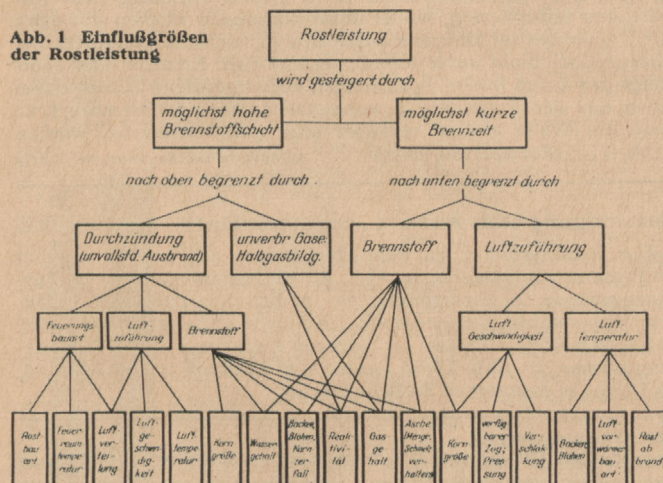 Abb. 1 Einflußgrößen
der Rostleistung
Rostleistung
wird gesteigert durch
möglichst hohe
Brennstoffschicht
möglichst kurze
Brennzeit
nach oben begrenzt durch
nach unten begrenzt durch
Durchzündung
(unvollstd. Ausbrand)
unverbr Gase
Halbgasbildg.
Brennstoff
Luftzuführung
Feuerungs
bauart
Luft-
zuführung
Brennstoff
Luft-
Geschwindigkeit
Luft-
Temperatur
Rost
bau
art
Feuer
raum
tempe
ratur
Luft
ver-
tei-
lung
Luft-
ge-
schwin
dig-
keit
Luft
tempe
ratur
Korn
größe
Wasser
gehalt
Backen,
Blähen,
Korn
zer-
fall
Reak-
tivi-
tät
Gas
ge
halt
Asche
(Menge,
Schmelz
ver-
halten)
Korn
größe
verfüg
barer
Zug;
Pres
sung
Ver-
schlak
kung
Backen,
Blähen
Luft
vor-
wärmer
bau-
art
Rost
ab
brand